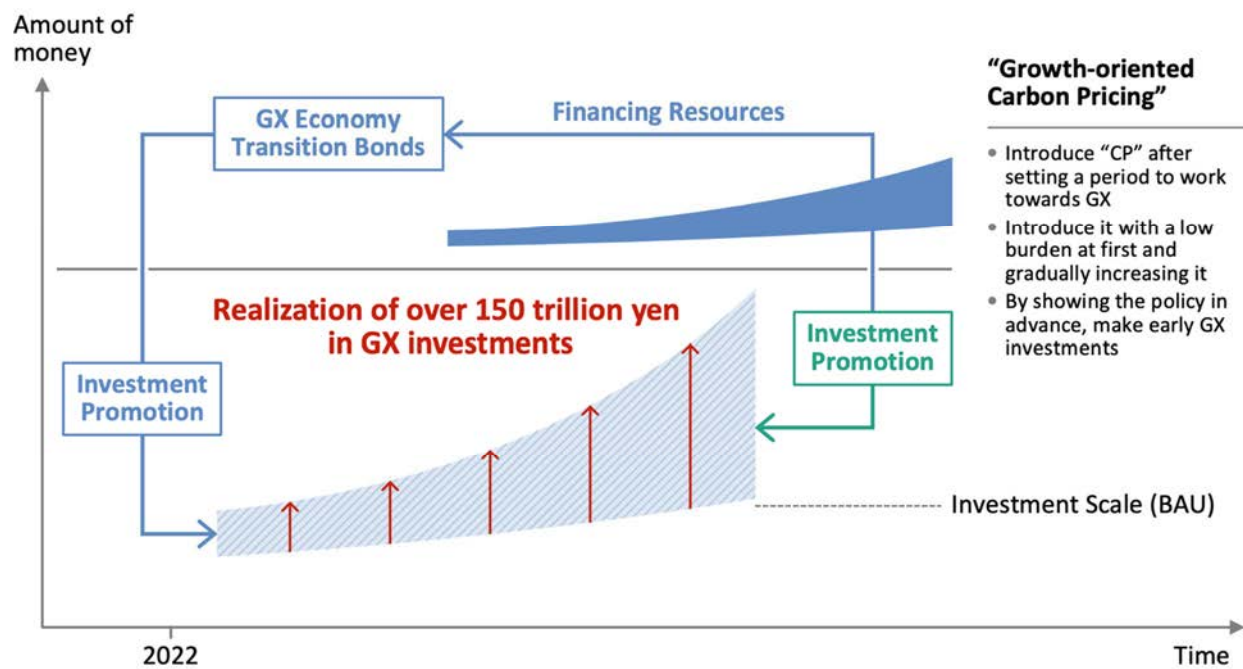 Amount of
money
“Growth-oriented
Carbon Pricing”
GX Economy
Transition Bonds
Financing Resources
• Introduce “CP” after
setting a period to work
towards GX
• Introduce it with a low
burden at first and
gradually increasing it
• By showing the policy in
advance, make early GX
investments
Realization of over 150 trillion yen
in GX investments
Investment
Promotion
Investment
Promotion
Investment Scale (BAU)
2022
Time